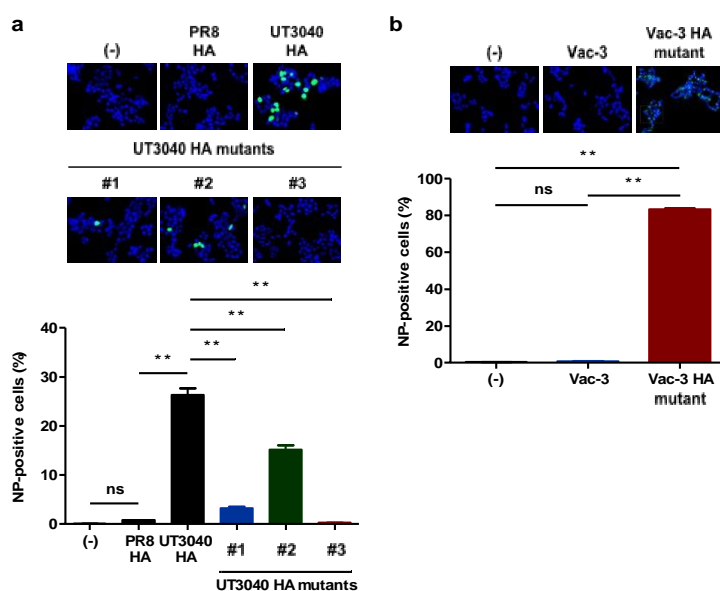 a
(-)
PR8
HA
UT3040
HA
UT3040 HA mutants
#1
#2
#3
**
**
**
**
ns
NP-positive cells (%)
40
30
20
10
0
(-)
PR8
HA
UT3040
HA
#1
#2
#3
UT3040 HA mutants
b
(-)
Vac-3
Vac-3 HA
mutant
**
ns
**
NP-positive cells (%)
100
80
60
40
20
0
(-)
Vac-3
Vac-3 HA
mutant